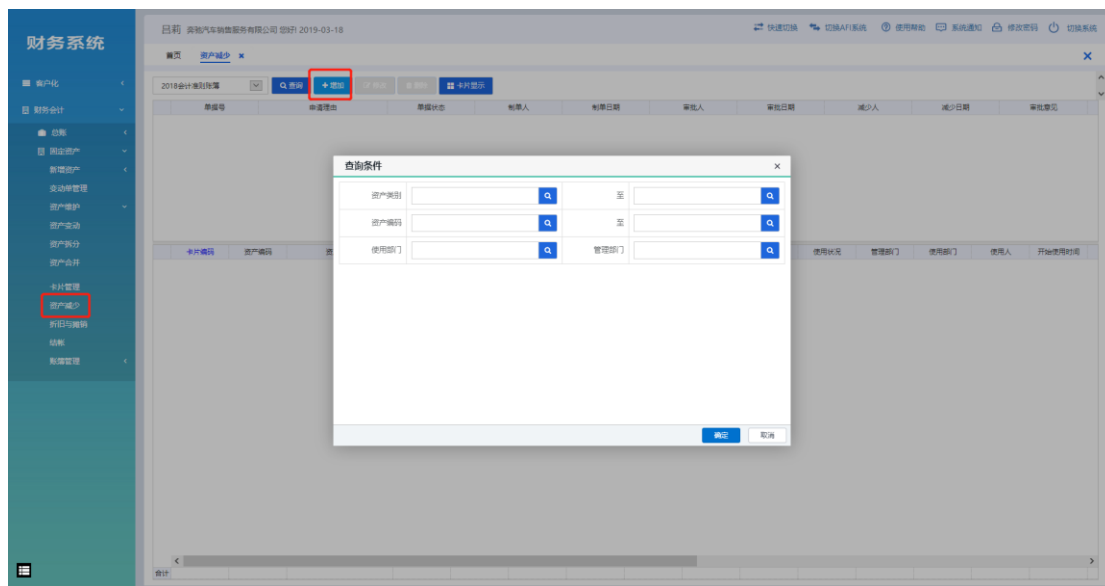 财务系统
吕莉 奔驰汽车销售服务有限公司 您好! 2019-03-18
快速切换 切换AFI系统 使用帮助 系统通知 修改密码 切换系统
首页 资产减少
客户化
财务会计
总账
固定资产
新增资产
变动单管理
资产维护
资产变动
资产拆分
资产合并
卡片管理
资产减少
折旧与摊销
结帐
账簿管理
2018会计准则账簿 查询 增加 修改 删除 卡片显示
单据号 申请理由 单据状态 制单人 制单日期 审批人 审批日期 减少人 减少日期 审批意见
查询条件
资产类别 至
资产编码 至
使用部门 管理部门
确定 取消
卡片编码 资产编码 资 使用状况 管理部门 使用部门 使用人 开始使用时间
合计